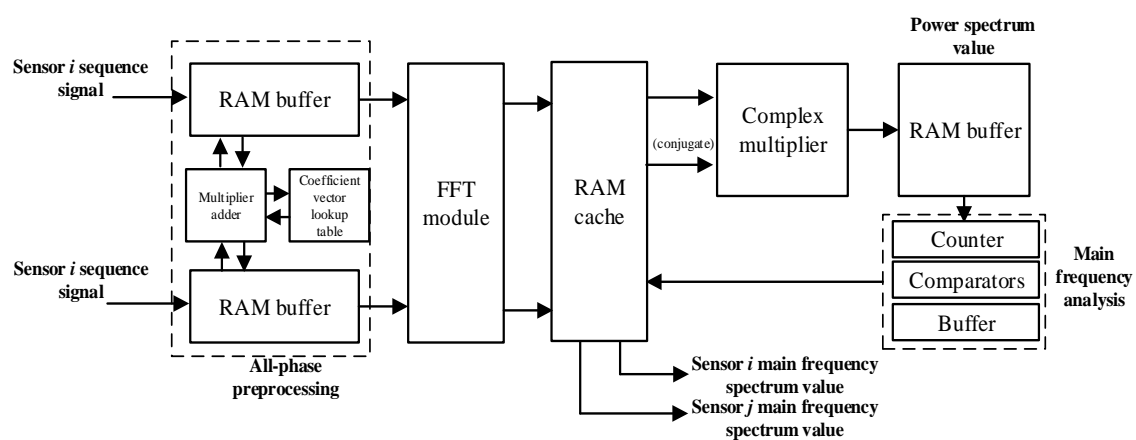 Power spectrum
value
Sensor i sequence
signal
RAM buffer
Multiplier
adder
Coefficient
vector
lookup
table
Sensor i sequence
signal
RAM buffer
All-phase
preprocessing
FFT
module
RAM
cache
(conjugate)
Complex
multiplier
RAM buffer
Counter
Comparators
Buffer
Main
frequency
analysis
Sensor i main frequency
spectrum value
Sensor j main frequency
spectrum value